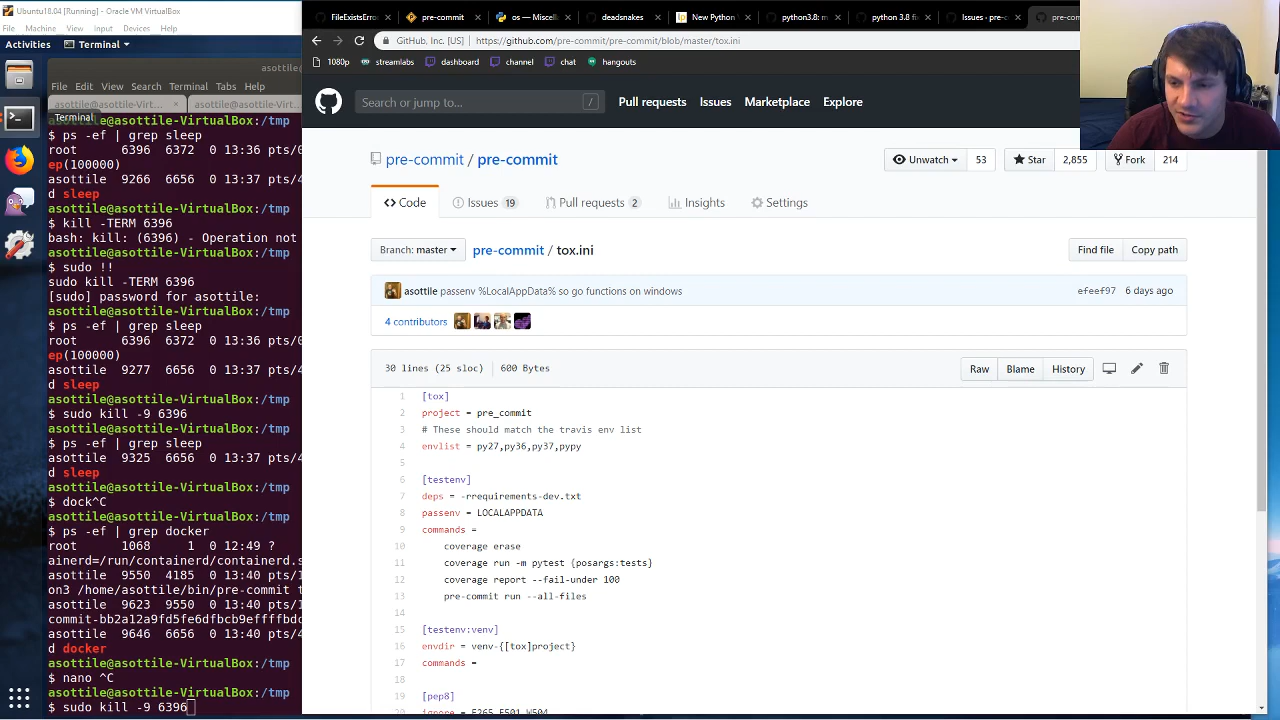 Ubuntu18.04 [Running] - Oracle VM VirtualBox
File Machine View Input Devices Help
Activities Terminal
asottile@
File Edit View Search Terminal Tabs Help
asottile@asottile-Virt... × asottile@asottile-Virt...
Terminal
asottile@asottile-VirtualBox:/tmp
$ ps -ef | grep sleep
root 6396 6372 0 13:36 pts/0
ep(100000)
asottile 9266 6656 0 13:37 pts/4
d sleep
asottile@asottile-VirtualBox:/tmp
$ kill -TERM 6396
bash: kill: (6396) - Operation not
asottile@asottile-VirtualBox:/tmp
$ sudo !!
sudo kill -TERM 6396
[sudo] password for asottile:
asottile@asottile-VirtualBox:/tmp
$ ps -ef | grep sleep
root 6396 6372 0 13:36 pts/0
ep(100000)
asottile 9277 6656 0 13:37 pts/4
d sleep
asottile@asottile-VirtualBox:/tmp
$ sudo kill -9 6396
asottile@asottile-VirtualBox:/tmp
$ ps -ef | grep sleep
asottile 9325 6656 0 13:37 pts/4
d sleep
asottile@asottile-VirtualBox:/tmp
$ dock^C
asottile@asottile-VirtualBox:/tmp
$ ps -ef | grep docker
root 1068 1 0 12:49 ?
ainerd=/run/containerd/containerd.s
asottile 9550 4185 0 13:40 pts/1
on3 /home/asottile/bin/pre-commit t
asottile 9623 9550 0 13:40 pts/1
commit-bb2a12a9fd5fe6dfbcb9effffbdc
asottile 9646 6656 0 13:40 pts/4
d docker
asottile@asottile-VirtualBox:/tmp
$ nano ^C
asottile@asottile-VirtualBox:/tmp
$ sudo kill -9 6396
FileExistsErro × pre-commit × os — Miscella × deadsnakes × New Python × python3.8: m × python 3.8 fi × Issues · pre-c × pre-com
GitHub, Inc. [US] https://github.com/pre-commit/pre-commit/blob/master/tox.ini
1080p streamlabs dashboard channel chat hangouts
Search or jump to... / Pull requests Issues Marketplace Explore
pre-commit / pre-commit Unwatch 53 Star 2,855 Fork 214
Code Issues 19 Pull requests 2 Insights Settings
Branch: master pre-commit / tox.ini Find file Copy path
asottile passenv %LocalAppData% so go functions on windows efeef97 6 days ago
4 contributors
30 lines (25 sloc) 600 Bytes Raw Blame History
1 [tox]
2 project = pre_commit
3 # These should match the travis env list
4 envlist = py27,py36,py37,pypy
5
6 [testenv]
7 deps = -rrequirements-dev.txt
8 passenv = LOCALAPPDATA
9 commands =
10 coverage erase
11 coverage run -m pytest {posargs:tests}
12 coverage report --fail-under 100
13 pre-commit run --all-files
14
15 [testenv:venv]
16 envdir = venv-{[tox]project}
17 commands =
18
19 [pep8]
20 ignore = E265,E501,W504